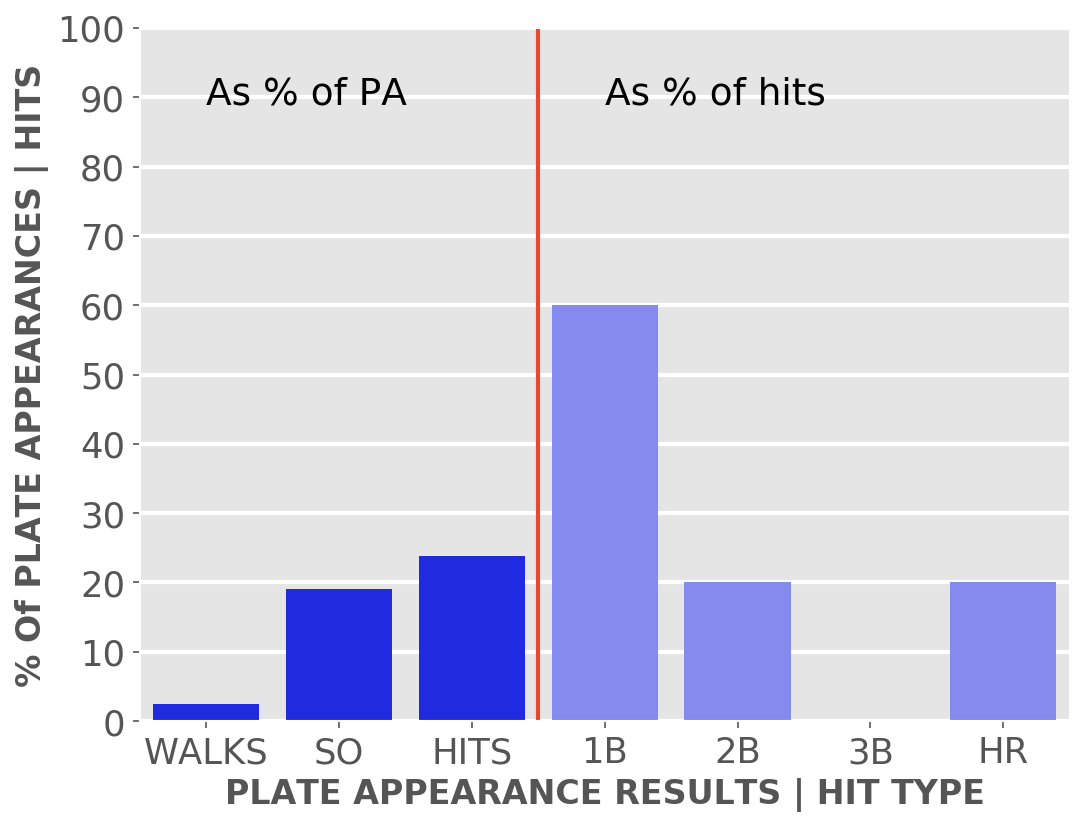 % Of PLATE APPEARANCES | HITS
100
90
80
70
60
50
40
30
20
10
0
As % of PA
As % of hits
WALKS SO HITS 1B 2B 3B HR
PLATE APPEARANCE RESULTS | HIT TYPE